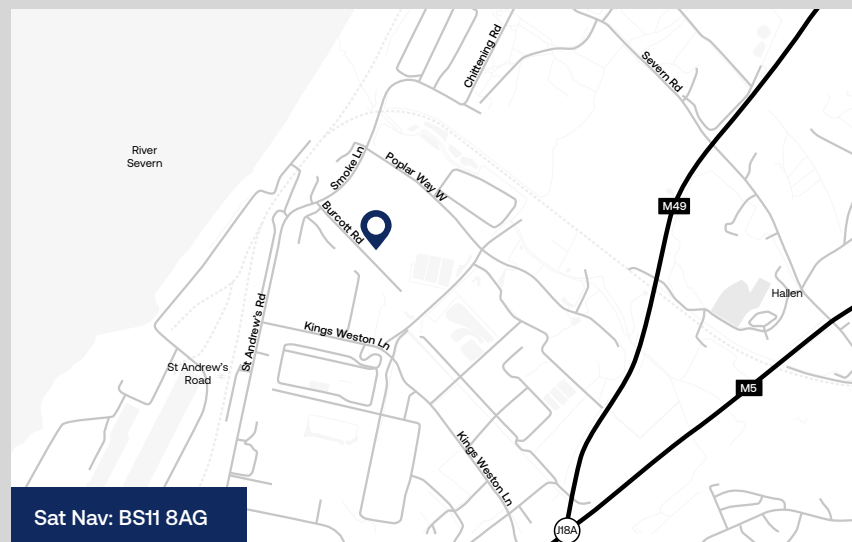 Chittening Rd
Severn Rd
River
Severn
Smoke Ln
Poplar Way W
Burcott Rd
M49
Hallen
St Andrew's Rd
Kings Weston Ln
St Andrew's
Road
M5
Kings Weston Ln
J18A
Sat Nav: BS11 8AG